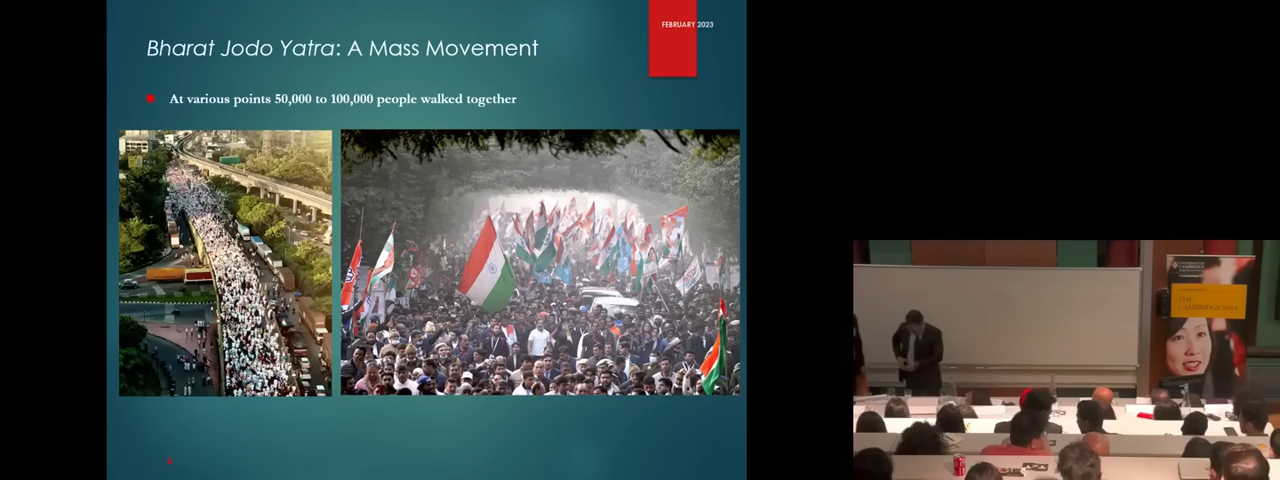 FEBRUARY 2023
Bharat Jodo Yatra: A Mass Movement
At various points 50,000 to 100,000 people walked together
THE
CAMBRIDGE MBA